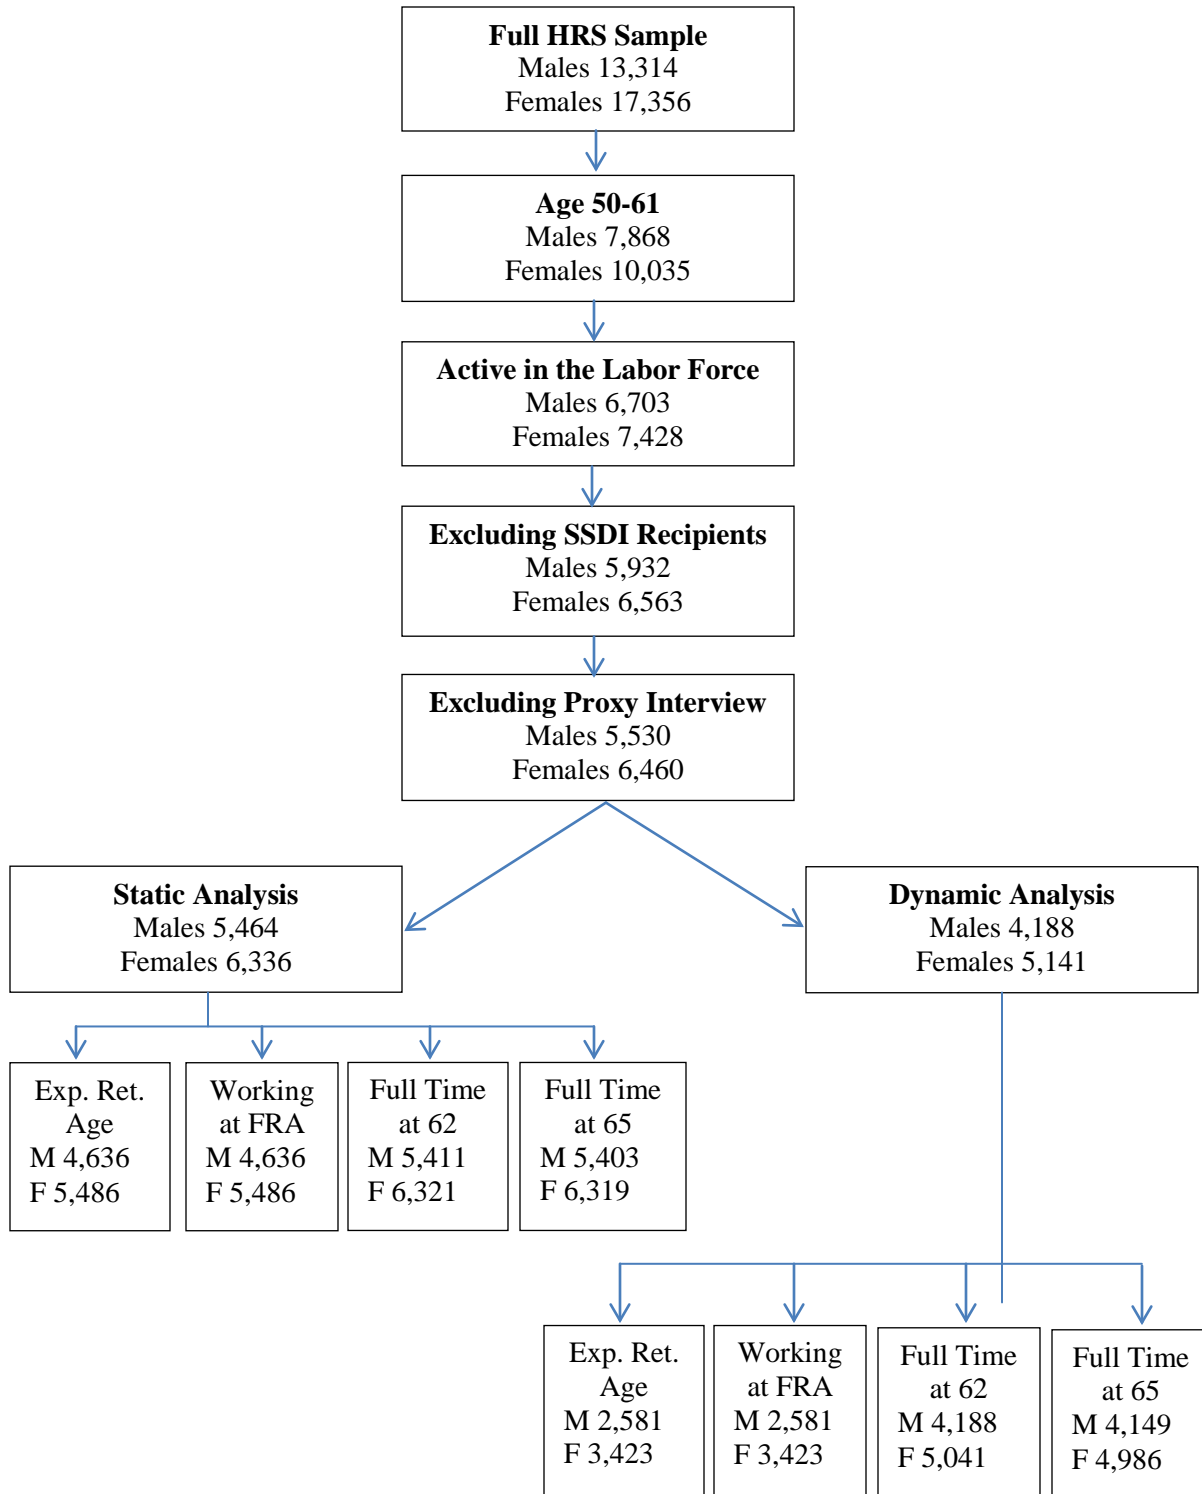 Full HRS Sample
Males 13,314
Females 17,356
Age 50-61
Males 7,868
Females 10,035
Active in the Labor Force
Males 6,703
Females 7,428
Excluding SSDI Recipients
Males 5,932
Females 6,563
Excluding Proxy Interview
Males 5,530
Females 6,460
Static Analysis
Males 5,464
Females 6,336
Dynamic Analysis
Males 4,188
Females 5,141
Exp. Ret.
Age
M 4,636
F 5,486
Working
at FRA
M 4,636
F 5,486
Full Time
at 62
M 5,411
F 6,321
Full Time
at 65
M 5,403
F 6,319
Exp. Ret.
Age
M 2,581
F 3,423
Working
at FRA
M 2,581
F 3,423
Full Time
at 62
M 4,188
F 5,041
Full Time
at 65
M 4,149
F 4,986